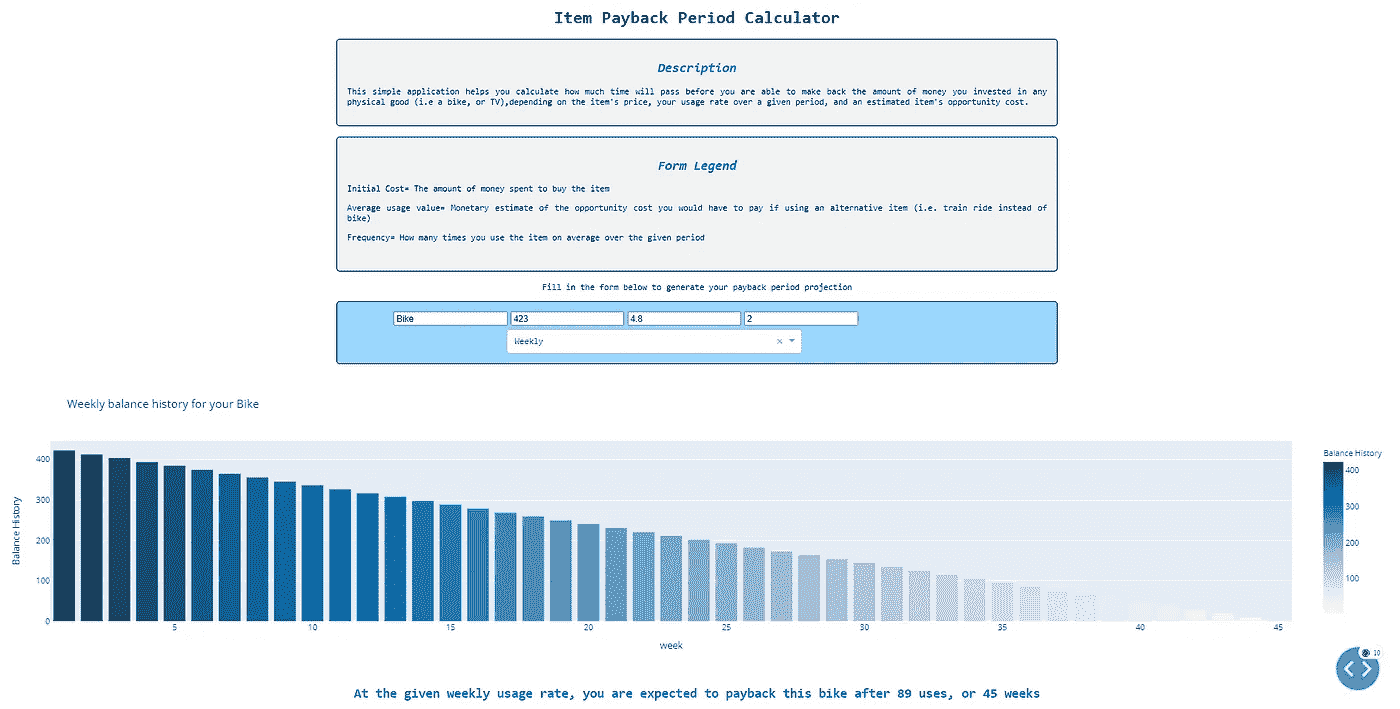 Item Payback Period Calculator
Description
This simple application helps you calculate how much time will pass before you are able to make back the amount of money you invested in any
physical good (i.e a bike, or TV),depending on the item's price, your usage rate over a given period, and an estimated item's opportunity cost.
Form Legend
Initial Cost= The amount of money spent to buy the item
Average usage value= Monetary estimate of the opportunity cost you would have to pay if using an alternative item (i.e. train ride instead of
bike)
Frequency= How many times you use the item on average over the given period
Fill in the form below to generate your payback period projection
Bike 423 4.8 2
Weekly
Weekly balance history for your Bike
Balance History
400
300
200
100
0
5 10 15 20 25 30 35 40 45
week
Balance History
400
300
200
100
10
At the given weekly usage rate, you are expected to payback this bike after 89 uses, or 45 weeks